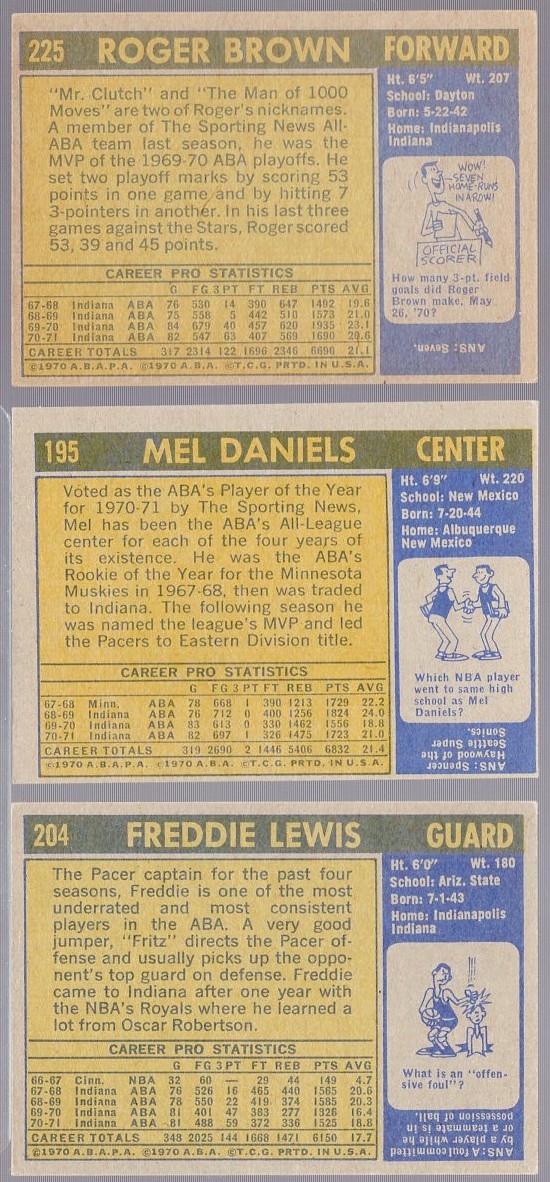 225 ROGER BROWN FORWARD
"Mr. Clutch" and "The Man of 1000
Moves" are two of Roger's nicknames.
A member of The Sporting News All-
ABA team last season, he was the
MVP of the 1969-70 ABA playoffs. He
set two playoff marks by scoring 53
points in one game and by hitting 7
3-pointers in another. In his last three
games against the Stars, Roger scored
53, 39 and 45 points.
CAREER PRO STATISTICS
G FG 3 PT FT REB PTS AVG
67-68 Indiana ABA 76 530 14 390 647 1492 19.6
68-69 Indiana ABA 75 558 5 442 510 1573 21.0
69-70 Indiana ABA 84 679 40 457 620 1935 23.1
70-71 Indiana ABA 82 547 63 407 569 1690 20.6
CAREER TOTALS 317 2314 122 1696 2346 6690 21.1
©1970 A.B.A.P.A. ©1970 A.B.A. ©T.C.G. PRTD. IN U.S.A.
Ht. 6'5" Wt. 207
School: Dayton
Born: 5-22-42
Home: Indianapolis
Indiana
WOW!
SEVEN
HOME-RUNS
IN A ROW!
OFFICIAL
SCORER
How many 3-pt. field
goals did Roger
Brown make, May
26, '70?
ANS: Seven.
195 MEL DANIELS CENTER
Voted as the ABA's Player of the Year
for 1970-71 by The Sporting News,
Mel has been the ABA's All-League
center for each of the four years of
its existence. He was the ABA's
Rookie of the Year for the Minnesota
Muskies in 1967-68, then was traded
to Indiana. The following season he
was named the league's MVP and led
the Pacers to Eastern Division title.
CAREER PRO STATISTICS
G FG 3 PT FT REB PTS AVG
67-68 Minn. ABA 78 668 1 390 1213 1729 22.2
68-69 Indiana ABA 76 712 0 400 1256 1824 24.0
69-70 Indiana ABA 83 613 0 330 1462 1556 18.8
70-71 Indiana ABA 82 697 1 326 1475 1723 21.0
CAREER TOTALS 319 2690 2 1446 5406 6832 21.4
©1970 A.B.A.P.A. ©1970 A.B.A. ©T.C.G. PRTD. IN U.S.A.
Ht. 6'9" Wt. 220
School: New Mexico
Born: 7-20-44
Home: Albuquerque
New Mexico
Which NBA player
went to same high
school as Mel
Daniels?
ANS: Spencer
Haywood of the
Seattle Super
Sonics.
204 FREDDIE LEWIS GUARD
The Pacer captain for the past four
seasons, Freddie is one of the most
underrated and most consistent
players in the ABA. A very good
jumper, "Fritz" directs the Pacer of-
fense and usually picks up the oppo-
nent's top guard on defense. Freddie
came to Indiana after one year with
the NBA's Royals where he learned a
lot from Oscar Robertson.
CAREER PRO STATISTICS
G FG 3 PT FT REB PTS AVG
66-67 Cinn. NBA 32 60 — 29 44 149 4.7
67-68 Indiana ABA 76 526 16 465 440 1565 20.6
68-69 Indiana ABA 78 550 22 419 374 1585 20.3
69-70 Indiana ABA 81 401 47 383 277 1326 16.4
70-71 Indiana ABA 81 488 59 372 336 1525 18.8
CAREER TOTALS 348 2025 144 1668 1471 6150 17.7
©1970 A.B.A.P.A. ©1970 A.B.A. ©T.C.G. PRTD. IN U.S.A.
Ht. 6'0" Wt. 180
School: Ariz. State
Born: 7-1-43
Home: Indianapolis
Indiana
What is an "offen-
sive foul"?
ANS: A foul committed
by a player while he
or a teammate is in
possession of ball.